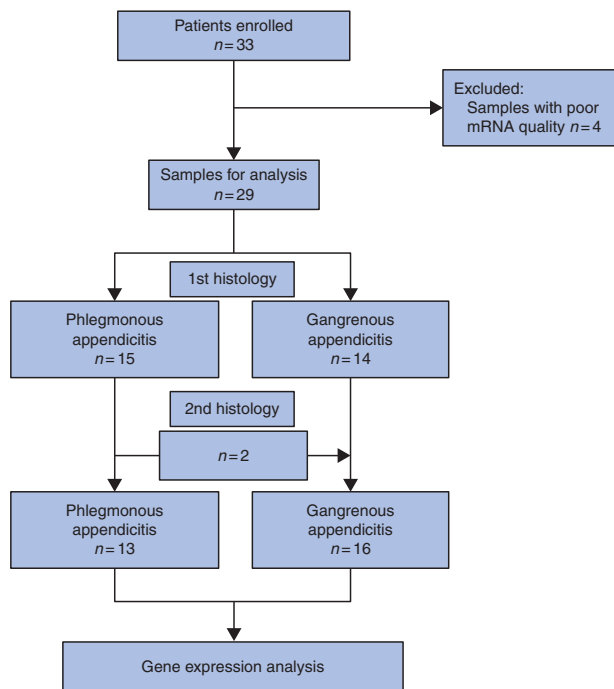 Patients enrolled
n=33
Excluded:
Samples with poor
mRNA quality n=4
Samples for analysis
n=29
1st histology
Phlegmonous
appendicitis
n=15
Gangrenous
appendicitis
n=14
2nd histology
n=2
Phlegmonous
appendicitis
n=13
Gangrenous
appendicitis
n=16
Gene expression analysis